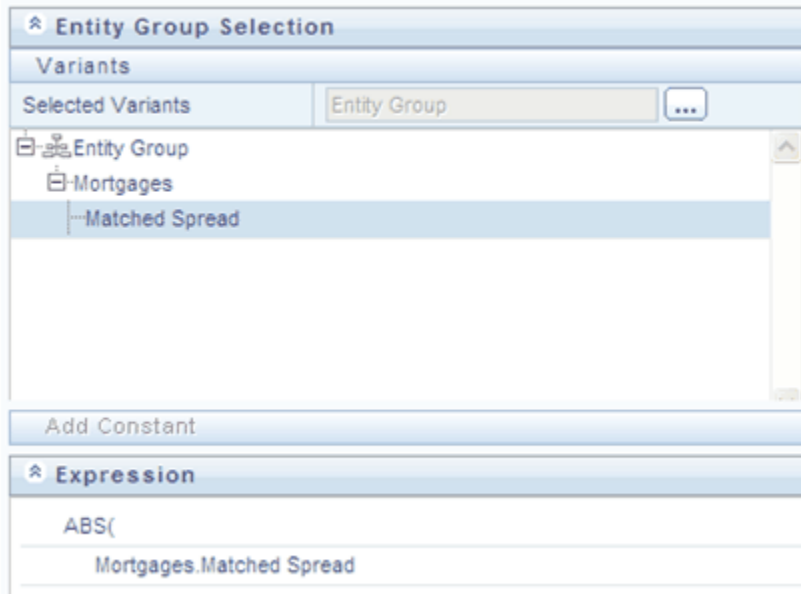 Entity Group Selection
Variants
Selected Variants Entity Group ...
Entity Group
Mortgages
Matched Spread
Add Constant
Expression
ABS(
Mortgages.Matched Spread